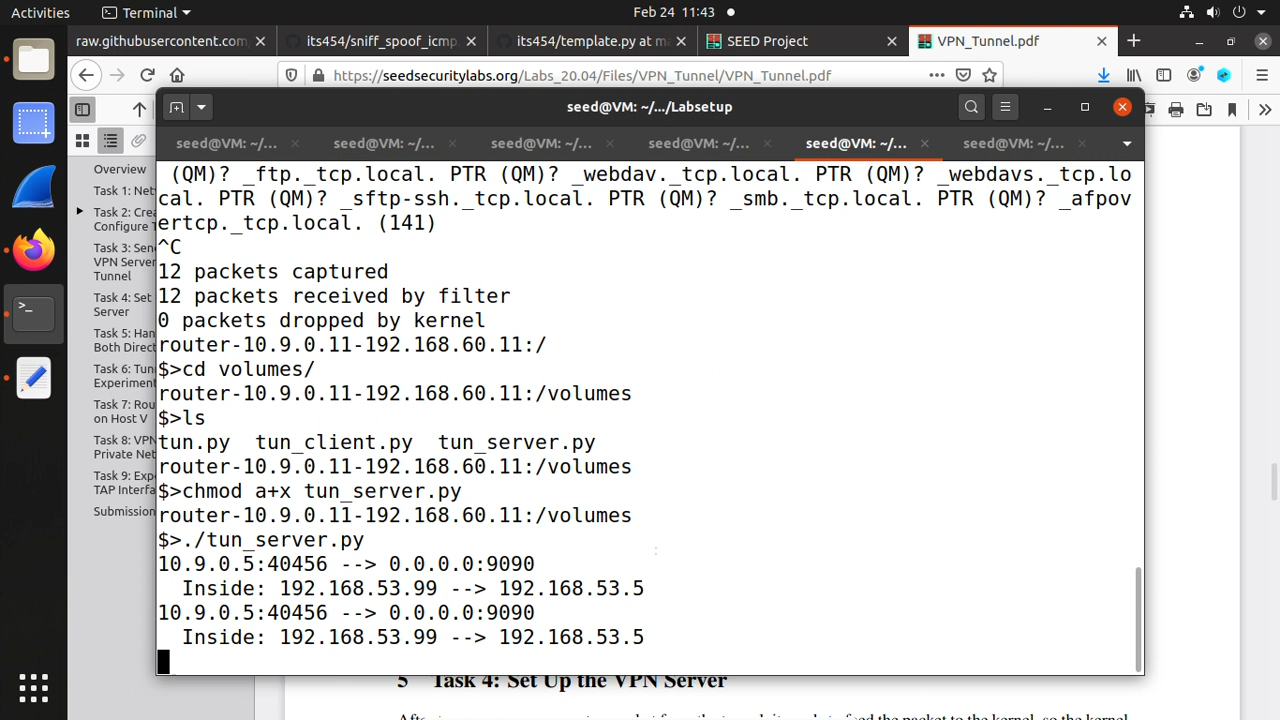 Activities
Terminal
Feb 24 11:43
raw.githubusercontent.com
its454/sniff_spoof_icmp.
its454/template.py at ma
SEED Project
VPN_Tunnel.pdf
https://seedsecuritylabs.org/Labs_20.04/Files/VPN_Tunnel/VPN_Tunnel.pdf
seed@VM: ~/.../Labsetup
seed@VM: ~/...
seed@VM: ~/...
seed@VM: ~/...
seed@VM: ~/...
seed@VM: ~/...
seed@VM: ~/...
Overview
Task 1: Net
Task 2: Crea
Configure T
Task 3: Sen
VPN Server
Tunnel
Task 4: Set
Server
Task 5: Han
Both Direct
Task 6: Tun
Experiment
Task 7: Rou
on Host V
Task 8: VPN
Private Net
Task 9: Exp
TAP Interfa
Submission
(QM)? _ftp._tcp.local. PTR (QM)? _webdav._tcp.local. PTR (QM)? _webdavs._tcp.lo
cal. PTR (QM)? _sftp-ssh._tcp.local. PTR (QM)? _smb._tcp.local. PTR (QM)? _afpov
ertcp._tcp.local. (141)
^C
12 packets captured
12 packets received by filter
0 packets dropped by kernel
router-10.9.0.11-192.168.60.11:/
$>cd volumes/
router-10.9.0.11-192.168.60.11:/volumes
$>ls
tun.py  tun_client.py  tun_server.py
router-10.9.0.11-192.168.60.11:/volumes
$>chmod a+x tun_server.py
router-10.9.0.11-192.168.60.11:/volumes
$>./tun_server.py
10.9.0.5:40456 --> 0.0.0.0:9090
  Inside: 192.168.53.99 --> 192.168.53.5
10.9.0.5:40456 --> 0.0.0.0:9090
  Inside: 192.168.53.99 --> 192.168.53.5
5 Task 4: Set Up the VPN Server